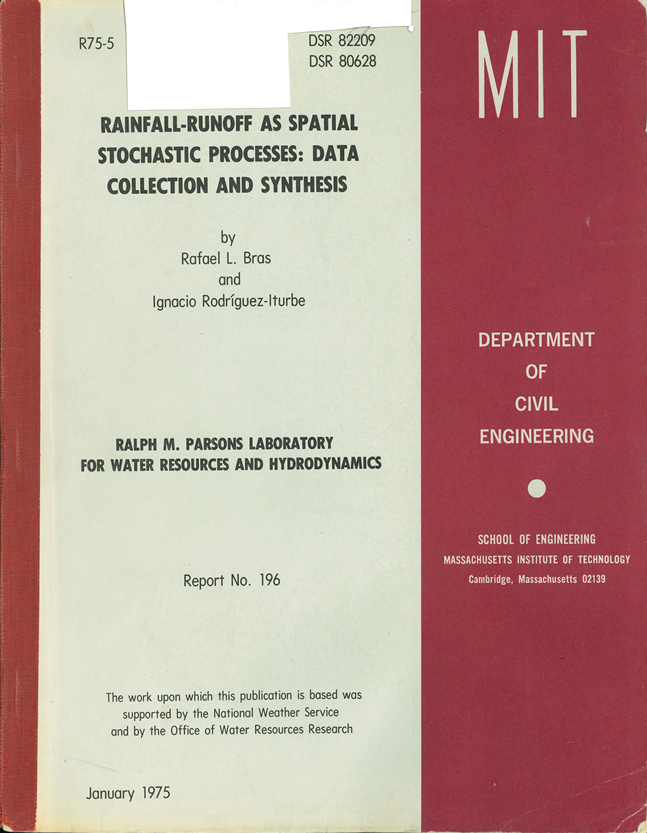 R75-5
DSR 82209
DSR 80628
RAINFALL-RUNOFF AS SPATIAL
STOCHASTIC PROCESSES: DATA
COLLECTION AND SYNTHESIS
by
Rafael L. Bras
and
Ignacio Rodríguez-Iturbe
RALPH M. PARSONS LABORATORY
FOR WATER RESOURCES AND HYDRODYNAMICS
Report No. 196
The work upon which this publication is based was
supported by the National Weather Service
and by the Office of Water Resources Research
January 1975
MIT
DEPARTMENT
OF
CIVIL
ENGINEERING
SCHOOL OF ENGINEERING
MASSACHUSETTS INSTITUTE OF TECHNOLOGY
Cambridge, Massachusetts 02139